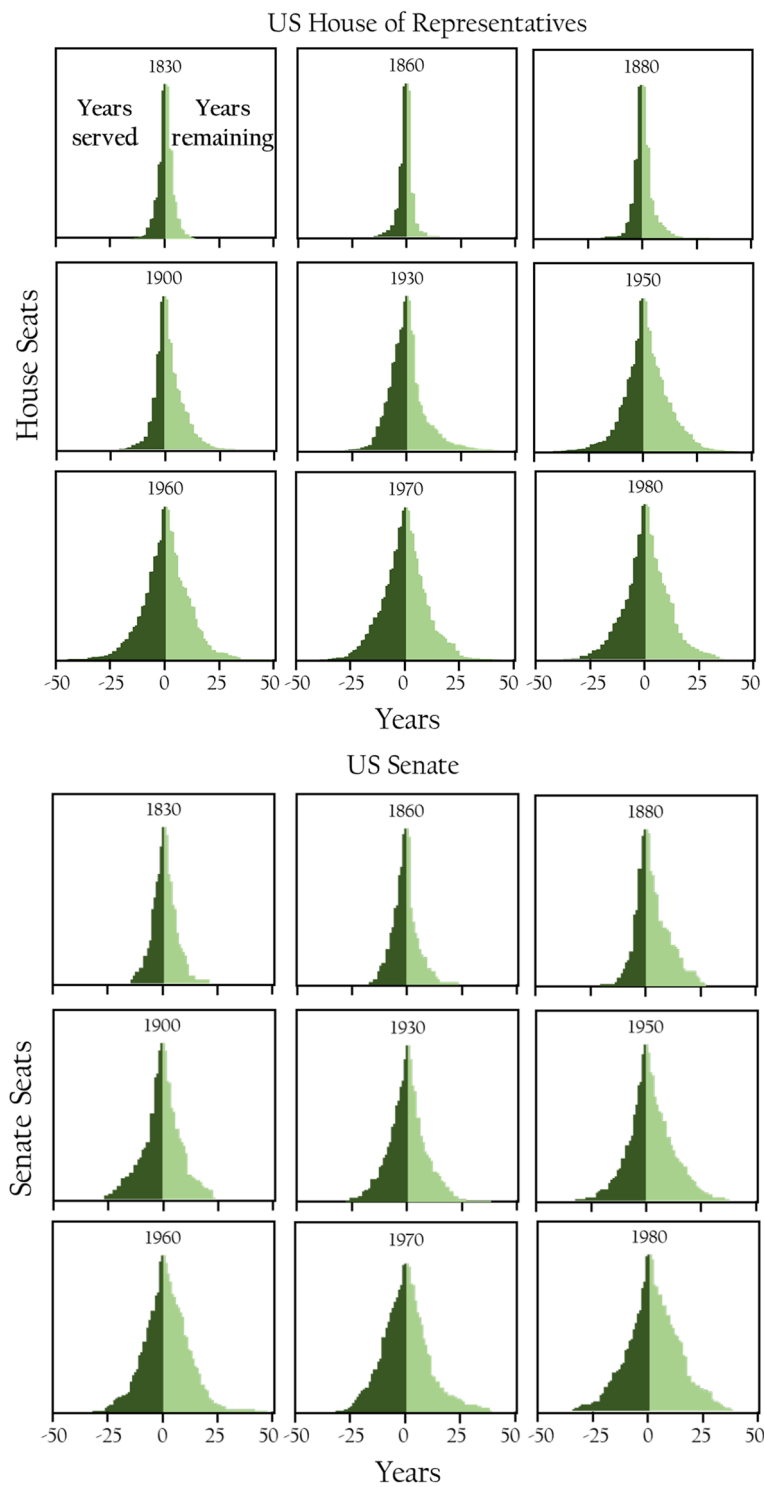 US House of Representatives
1830
1860
1880
Years served
Years remaining
1900
1930
1950
House Seats
1960
1970
1980
-50 -25 0 25 50 -50 -25 0 25 50 -50 -25 0 25 50
Years
US Senate
1830
1860
1880
1900
1930
1950
Senate Seats
1960
1970
1980
-50 -25 0 25 50 -50 -25 0 25 50 -50 -25 0 25 50
Years